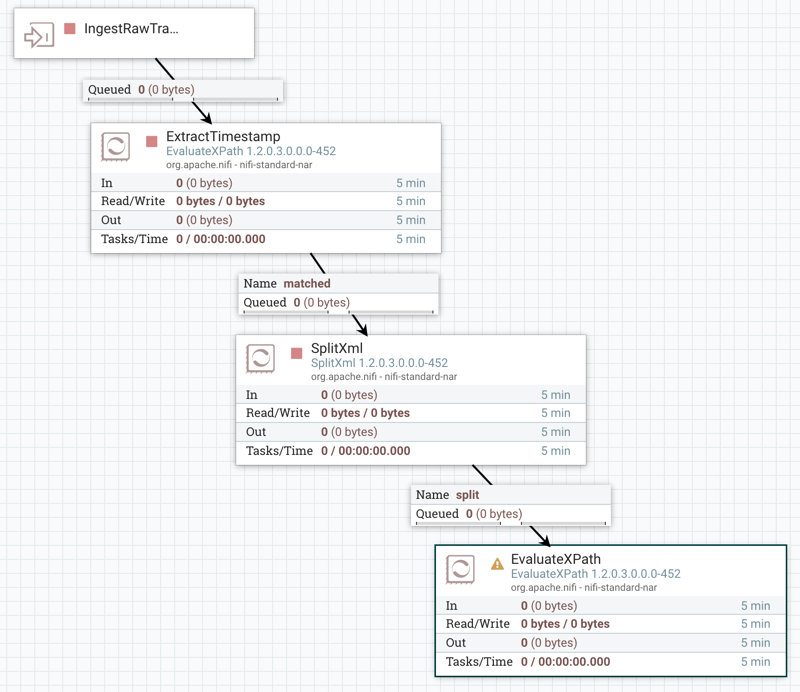 IngestRawTra...
Queued 0 (0 bytes)
ExtractTimestamp
EvaluateXPath 1.2.0.3.0.0.0-452
org.apache.nifi - nifi-standard-nar
In 0 (0 bytes) 5 min
Read/Write 0 bytes / 0 bytes 5 min
Out 0 (0 bytes) 5 min
Tasks/Time 0 / 00:00:00.000 5 min
Name matched
Queued 0 (0 bytes)
SplitXml
SplitXml 1.2.0.3.0.0.0-452
org.apache.nifi - nifi-standard-nar
In 0 (0 bytes) 5 min
Read/Write 0 bytes / 0 bytes 5 min
Out 0 (0 bytes) 5 min
Tasks/Time 0 / 00:00:00.000 5 min
Name split
Queued 0 (0 bytes)
EvaluateXPath
EvaluateXPath 1.2.0.3.0.0.0-452
org.apache.nifi - nifi-standard-nar
In 0 (0 bytes) 5 min
Read/Write 0 bytes / 0 bytes 5 min
Out 0 (0 bytes) 5 min
Tasks/Time 0 / 00:00:00.000 5 min